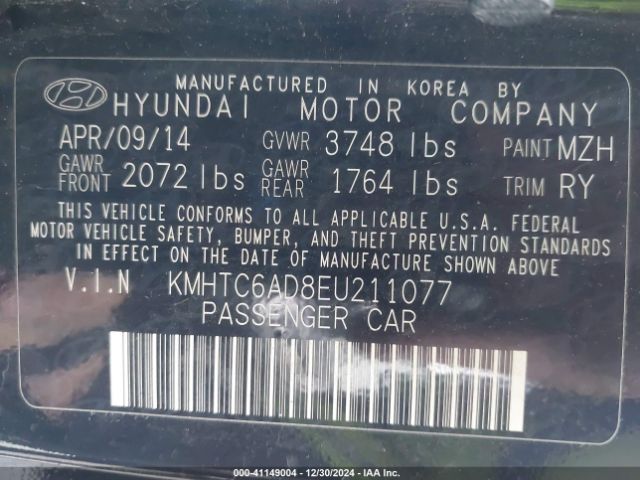 MANUFACTURED IN KOREA BY
HYUNDAI MOTOR COMPANY
APR/09/14 GVWR 3748 lbs PAINT MZH
GAWR FRONT 2072 lbs GAWR REAR 1764 lbs TRIM RY
THIS VEHICLE CONFORMS TO ALL APPLICABLE U.S.A. FEDERAL
MOTOR VEHICLE SAFETY, BUMPER, AND THEFT PREVENTION STANDARDS
IN EFFECT ON THE DATE OF MANUFACTURE SHOWN ABOVE
V.I.N KMHTC6AD8EU211077
PASSENGER CAR
000-41149004 - 12/30/2024 - IAA Inc.